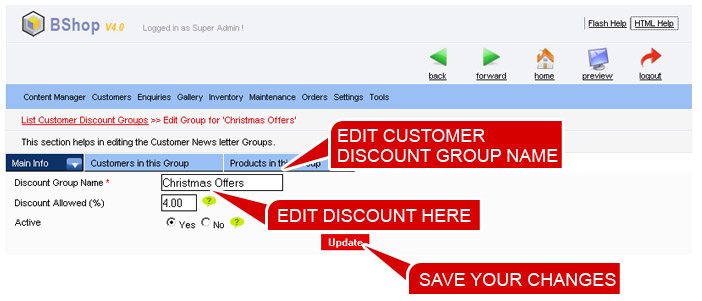 BShop V4.0
Logged in as Super Admin !
Flash Help
HTML Help
back
forward
home
preview
logout
Content Manager Customers Enquiries Gallery Inventory Maintenance Orders Settings Tools
List Customer Discount Groups >> Edit Group for 'Christmas Offers'
This section helps in editing the Customer News letter Groups.
EDIT CUSTOMER
DISCOUNT GROUP NAME
Main Info
Customers in this Group
Products in th oup
Discount Group Name *
Christmas Offers
Discount Allowed (%)
4.00
?
EDIT DISCOUNT HERE
Active
Yes No ?
Update
SAVE YOUR CHANGES